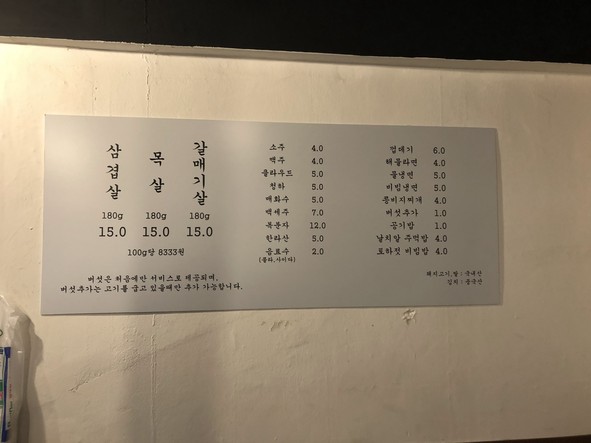 삼겹살 목살 갈매기살
180g 180g 180g
15.0 15.0 15.0
100g당 8333원
버섯은 처음에만 서비스로 제공되며,
버섯추가는 고기를 굽고 있을때만 추가 가능합니다.
소주 4.0
맥주 4.0
클라우드 5.0
청하 5.0
매화수 5.0
백세주 7.0
복분자 12.0
한라산 5.0
음료수 2.0
(콜라,사이다)
껍데기 6.0
해물라면 4.0
물냉면 5.0
비빔냉면 5.0
콩비지찌개 4.0
버섯추가 1.0
공기밥 1.0
날치알 주먹밥 4.0
토하젓 비빔밥 4.0
돼지고기,쌀 : 국내산
김치 : 중국산